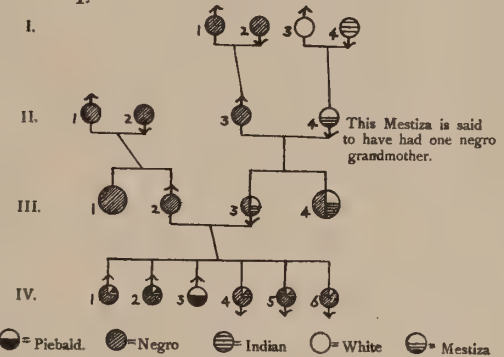 I.
1 2 3 4
II.
1 2 3 4 This Mestiza is said
to have had one negro
grandmother.
III.
1 2 3 4
IV.
1 2 3 4 5 6
= Piebald. = Negro = Indian = White = Mestiza